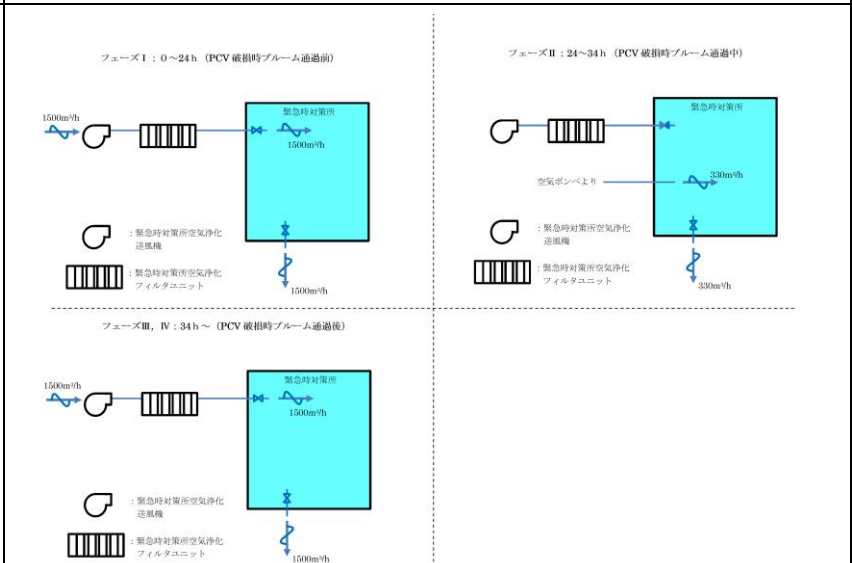 フェーズⅠ：0～24ｈ（PCV 破損時プルーム通過前）
1500m³/h
緊急時対策所
1500m³/h
：緊急時対策所空気浄化
送風機
：緊急時対策所空気浄化
フィルタユニット
1500m³/h
フェーズⅡ：24～34ｈ（PCV 破損時プルーム通過中）
緊急時対策所
空気ボンベより
330m³/h
：緊急時対策所空気浄化
送風機
：緊急時対策所空気浄化
フィルタユニット
330m³/h
フェーズⅢ，Ⅳ：34ｈ～（PCV 破損時プルーム通過後）
1500m³/h
緊急時対策所
1500m³/h
：緊急時対策所空気浄化
送風機
：緊急時対策所空気浄化
フィルタユニット
1500m³/h